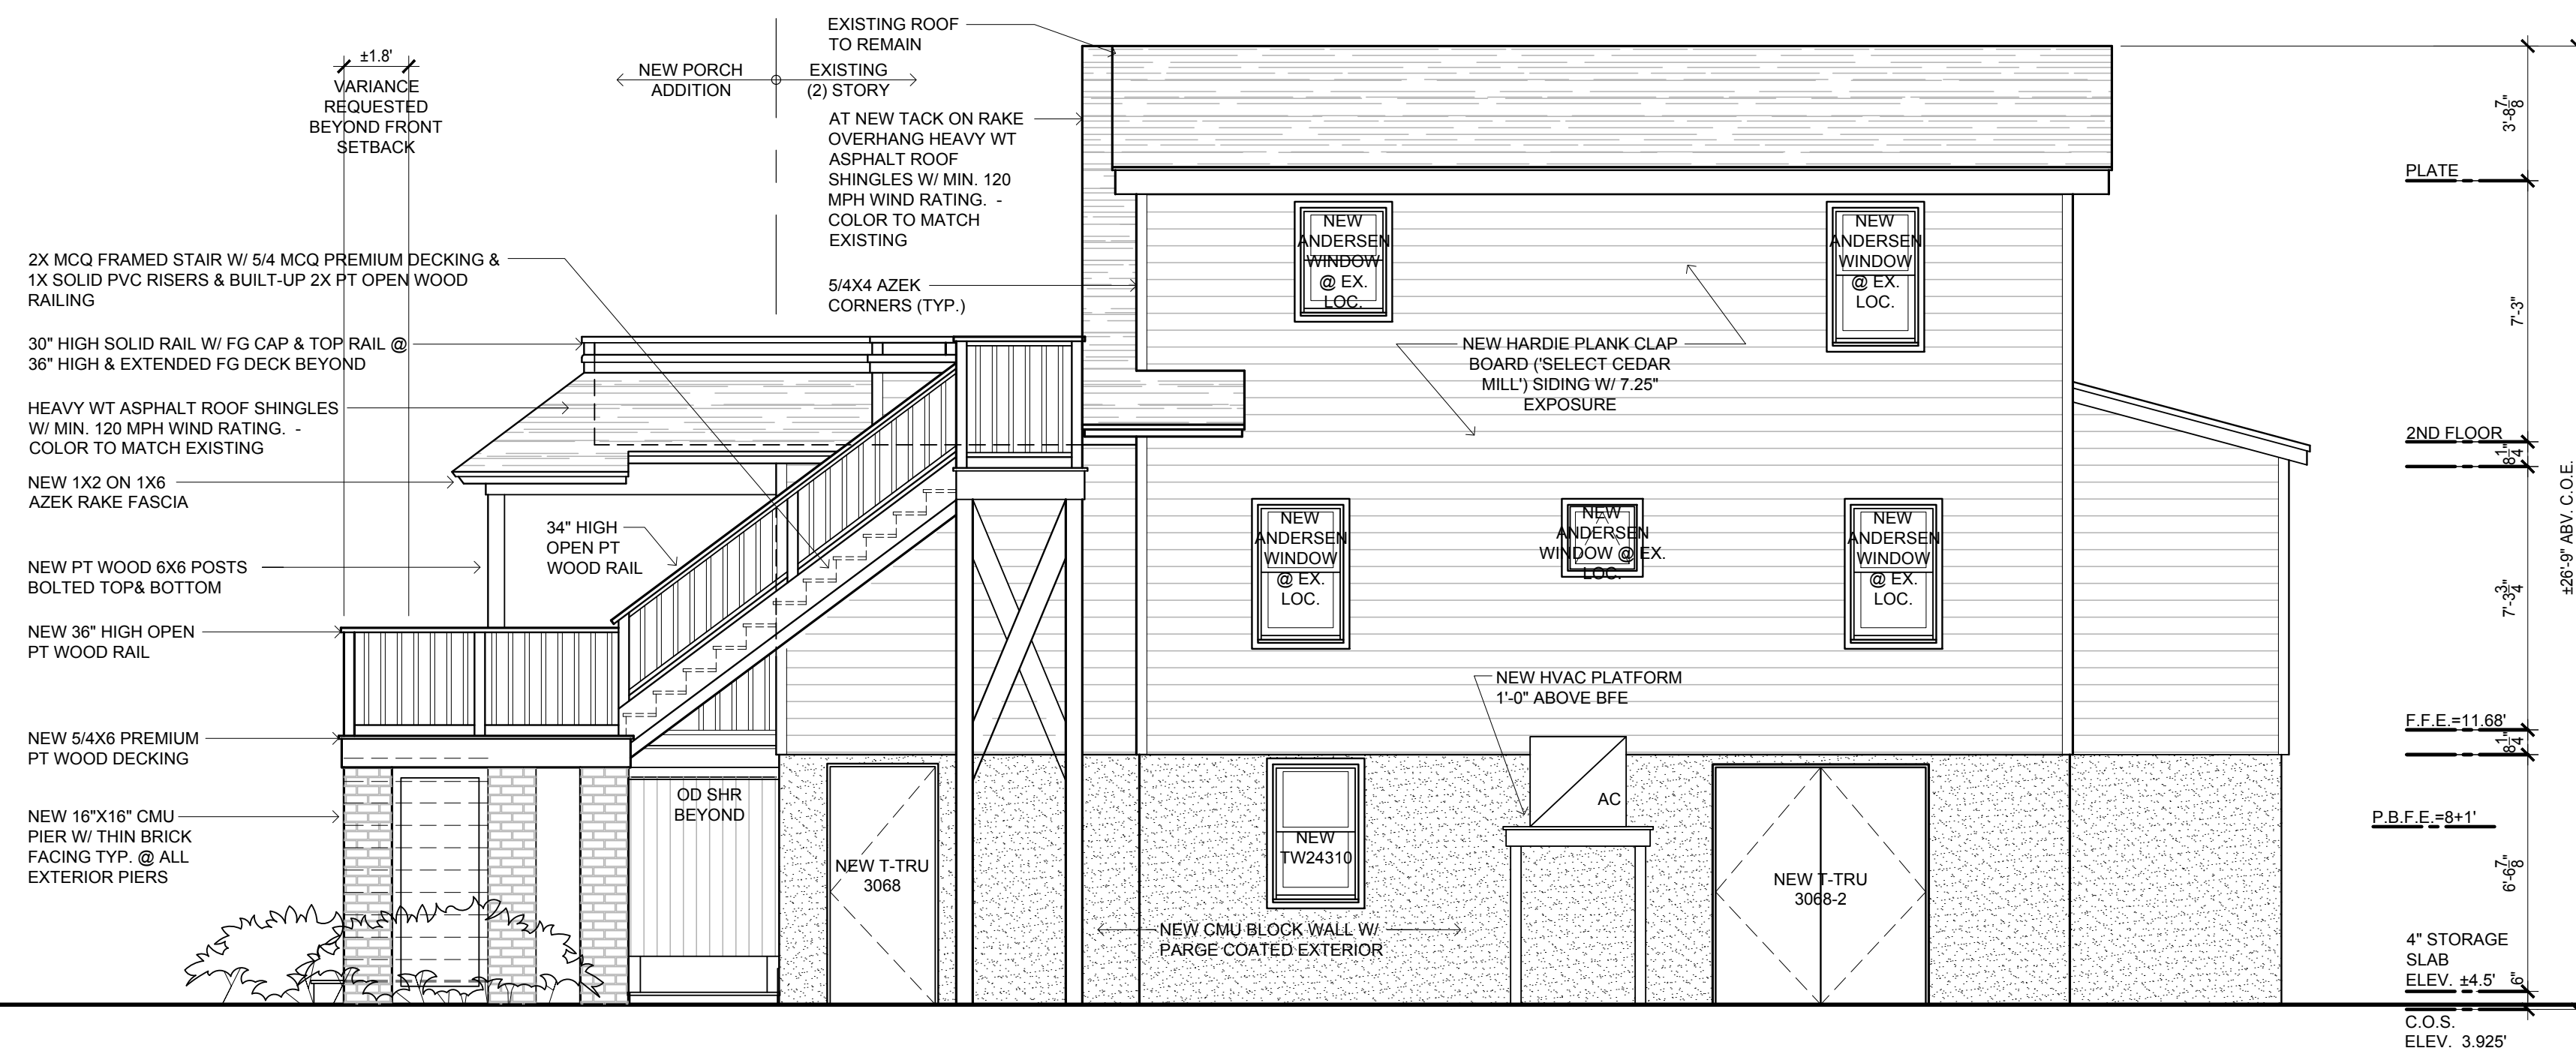 ±1.8'
VARIANCE
REQUESTED
BEYOND FRONT
SETBACK
NEW PORCH
ADDITION
EXISTING
(2) STORY
EXISTING ROOF
TO REMAIN
AT NEW TACK ON RAKE
OVERHANG HEAVY WT
ASPHALT ROOF
SHINGLES W/ MIN. 120
MPH WIND RATING. -
COLOR TO MATCH
EXISTING
5/4X4 AZEK
CORNERS (TYP.)
2X MCQ FRAMED STAIR W/ 5/4 MCQ PREMIUM DECKING &
1X SOLID PVC RISERS & BUILT-UP 2X PT OPEN WOOD
RAILING
30" HIGH SOLID RAIL W/ FG CAP & TOP RAIL @
36" HIGH & EXTENDED FG DECK BEYOND
HEAVY WT ASPHALT ROOF SHINGLES
W/ MIN. 120 MPH WIND RATING. -
COLOR TO MATCH EXISTING
NEW 1X2 ON 1X6
AZEK RAKE FASCIA
NEW PT WOOD 6X6 POSTS
BOLTED TOP& BOTTOM
NEW 36" HIGH OPEN
PT WOOD RAIL
NEW 5/4X6 PREMIUM
PT WOOD DECKING
NEW 16"X16" CMU
PIER W/ THIN BRICK
FACING TYP. @ ALL
EXTERIOR PIERS
34" HIGH
OPEN PT
WOOD RAIL
OD SHR
BEYOND
NEW T-TRU
3068
NEW
ANDERSEN
WINDOW
@ EX.
LOC.
NEW
ANDERSEN
WINDOW
@ EX.
LOC.
NEW HARDIE PLANK CLAP
BOARD ('SELECT CEDAR
MILL') SIDING W/ 7.25"
EXPOSURE
NEW
ANDERSEN
WINDOW
@ EX.
LOC.
NEW
ANDERSEN
WINDOW @ EX.
LOC.
NEW
ANDERSEN
WINDOW
@ EX.
LOC.
NEW HVAC PLATFORM
1'-0" ABOVE BFE
AC
NEW
TW24310
NEW T-TRU
3068-2
NEW CMU BLOCK WALL W/
PARGE COATED EXTERIOR
3'-8 7/8"
PLATE
7'-3"
2ND FLOOR
8 1/4"
7'-3 3/4"
±26'-9" ABV. C.O.E.
F.F.E.=11.68'
8 1/4"
P.B.F.E.=8+1'
6'-6 7/8"
4" STORAGE
SLAB
ELEV. ±4.5'
6"
C.O.S.
ELEV. 3.925'